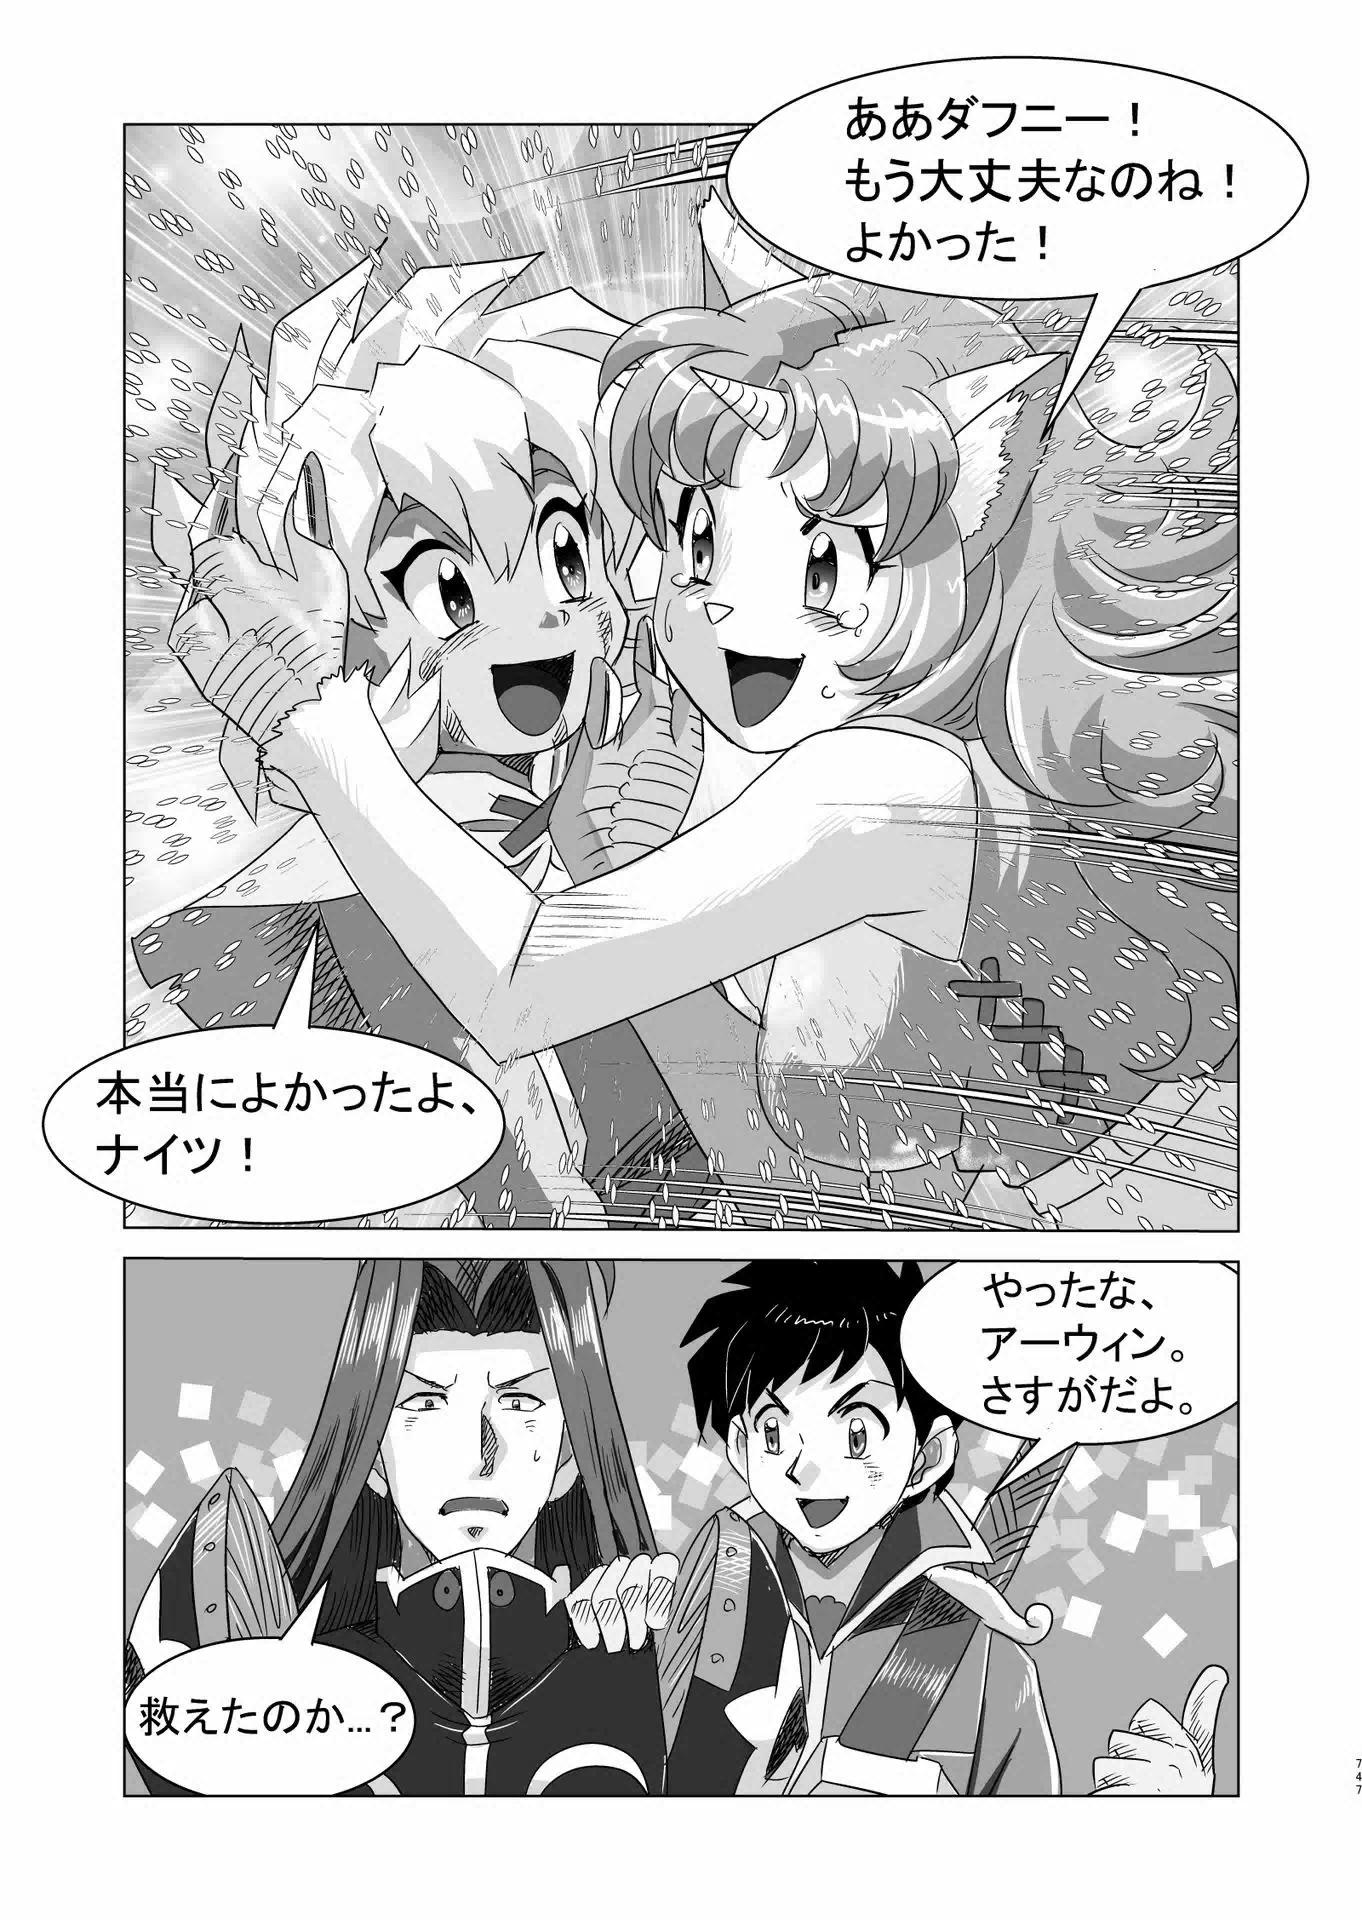 ああダフニー！
もう大丈夫なのね！
よかった！
本当によかったよ、
ナイツ！
やったな、
アーウィン。
さすがだよ。
救えたのか…？
747